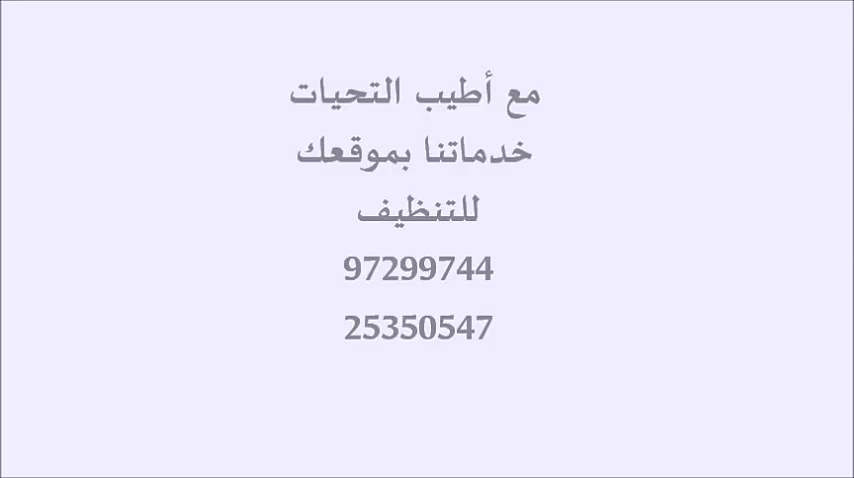 مع أطيب التحيات
خدماتنا بموقعك
للتنظيف
97299744
25350547